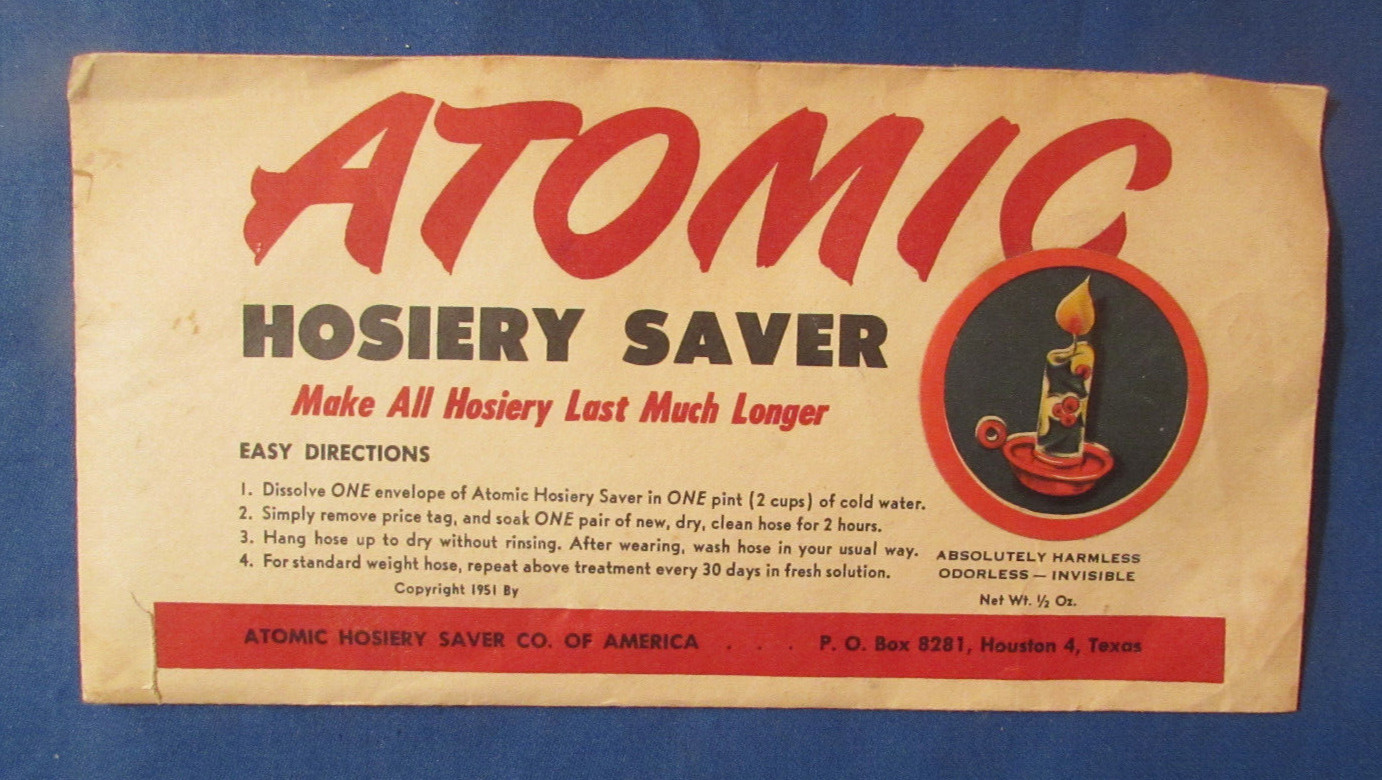 ATOMIC
HOSIERY SAVER
Make All Hosiery Last Much Longer
EASY DIRECTIONS
1. Dissolve ONE envelope of Atomic Hosiery Saver in ONE pint (2 cups) of cold water.
2. Simply remove price tag, and soak ONE pair of new, dry, clean hose for 2 hours.
3. Hang hose up to dry without rinsing. After wearing, wash hose in your usual way.
4. For standard weight hose, repeat above treatment every 30 days in fresh solution.
Copyright 1951 By
ABSOLUTELY HARMLESS
ODORLESS — INVISIBLE
Net Wt. ½ Oz.
ATOMIC HOSIERY SAVER CO. OF AMERICA . . . P. O. Box 8281, Houston 4, Texas